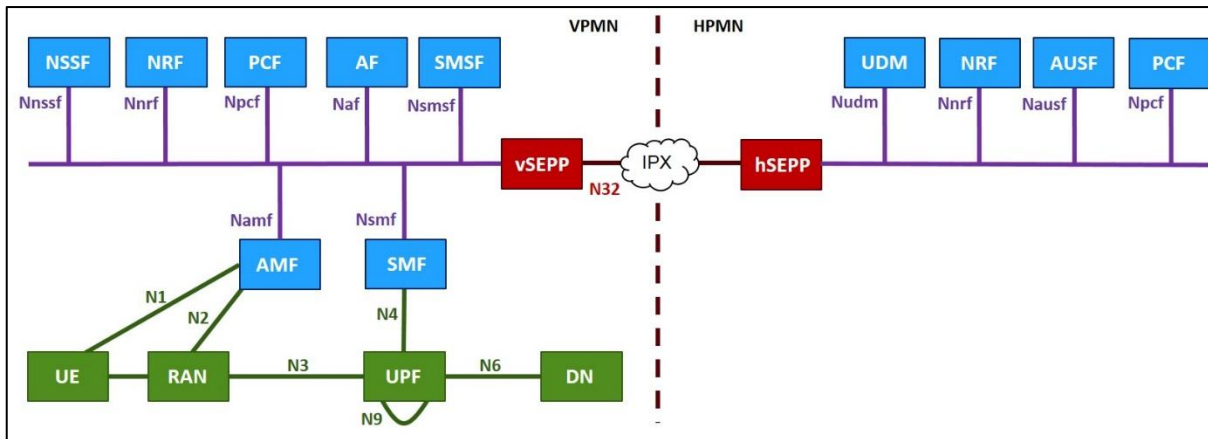 VPMN
HPMN
NSSF
NRF
PCF
AF
SMSF
UDM
NRF
AUSF
PCF
Nnssf
Nnrf
Npcf
Naf
Nsmsf
Nudm
Nnrf
Nausf
Npcf
vSEPP
IPX
hSEPP
N32
Namf
Nsmf
AMF
SMF
N1
N2
N4
UE
RAN
N3
UPF
N6
DN
N9